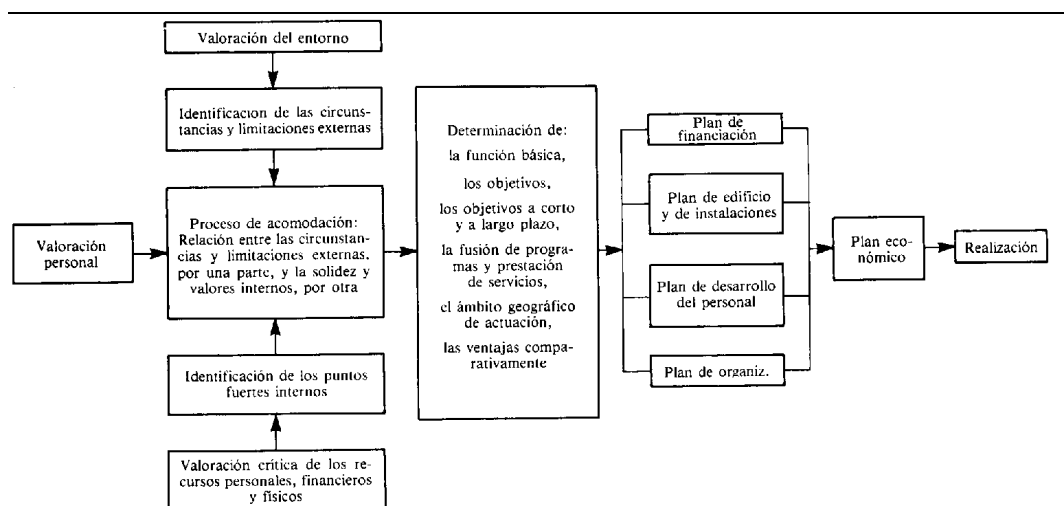 Valoración del entorno
Identificacion de las circuns-
tancias y limitaciones externas
Valoración
personal
Proceso de acomodación:
Relación entre las circunstan-
cias y limitaciones externas,
por una parte, y la solidez y
valores internos, por otra
Identificación de los puntos
fuertes internos
Valoración crítica de los re-
cursos personales, financieros
y físicos
Determinación de:
la función básica,
los objetivos,
los objetivos a corto
y a largo plazo,
la fusión de progra-
mas y prestación
de servicios,
el ámbito geográfico
de actuación,
las ventajas compa-
rativamente
Plan de
financiación
Plan de edificio
y de instalaciones
Plan de desarrollo
del personal
Plan de organiz.
Plan eco-
nómico
Realización